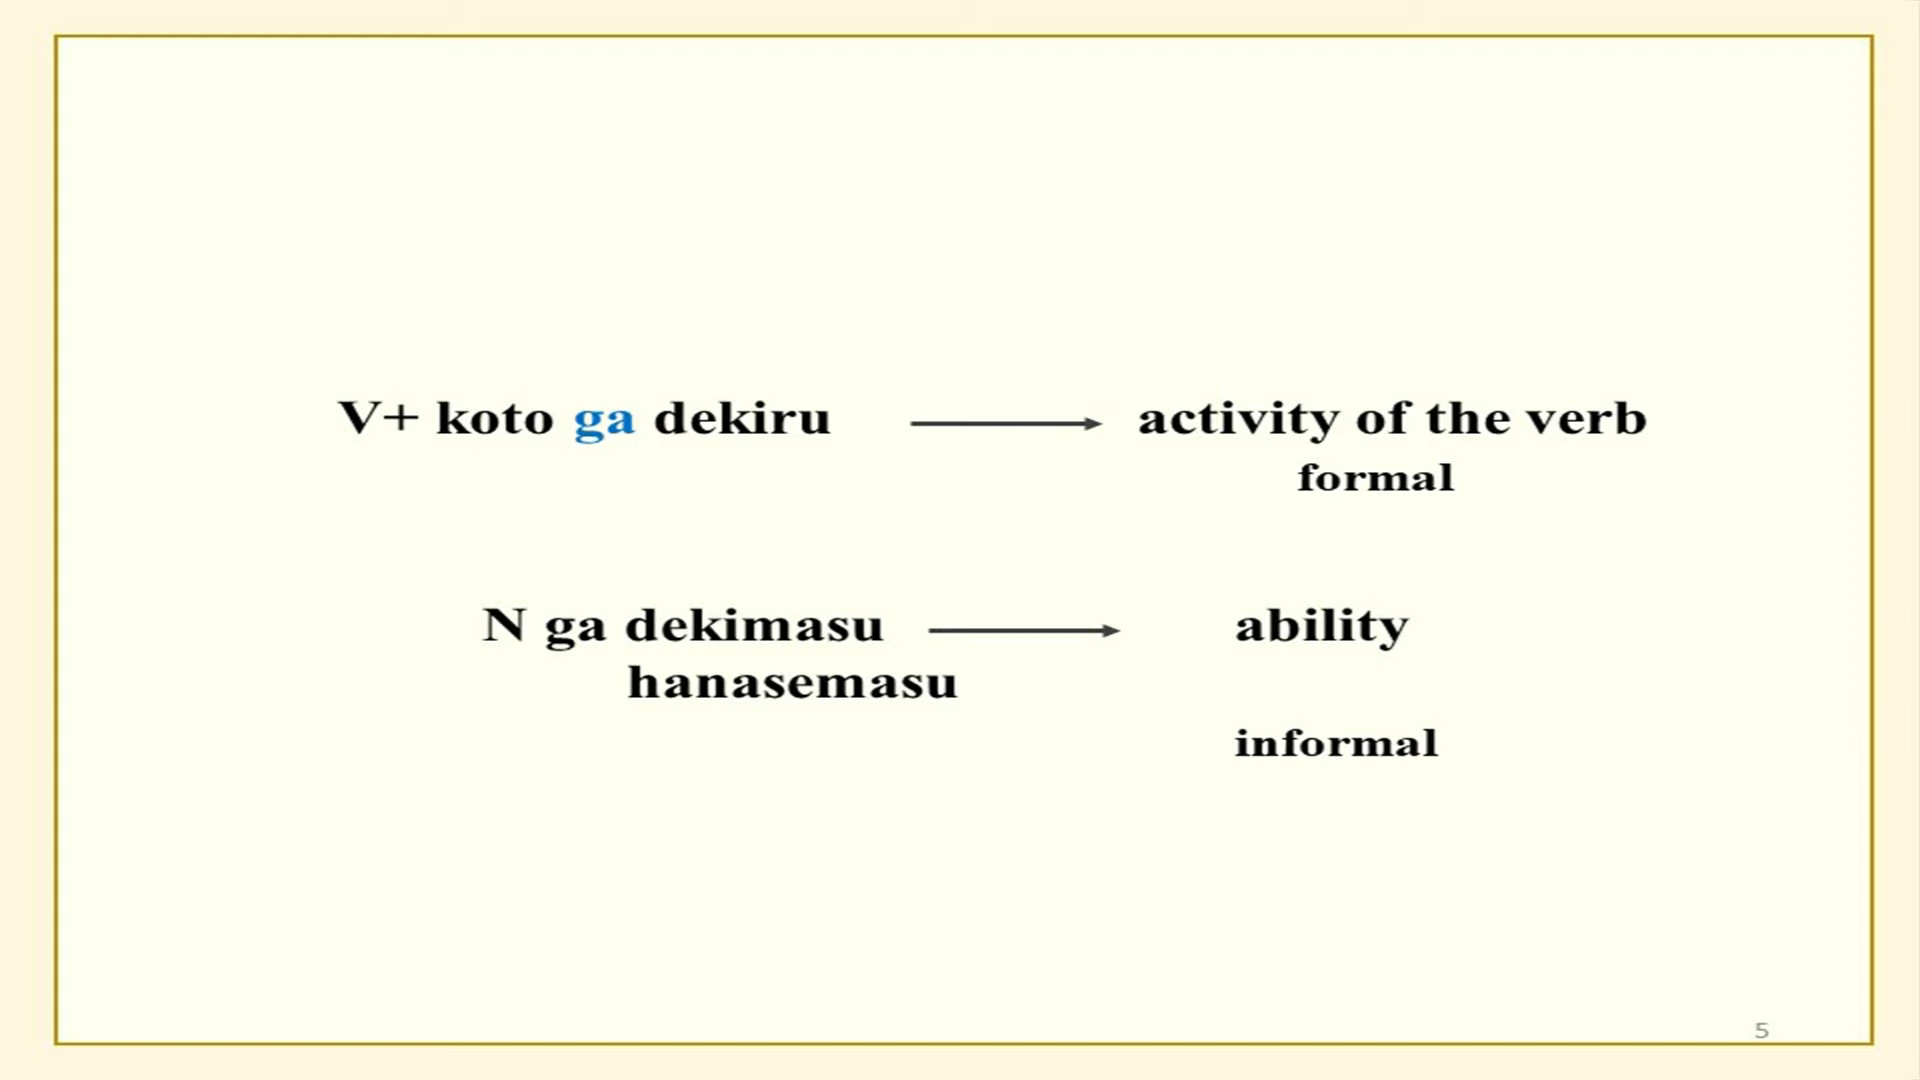 V+ koto ga dekiru activity of the verb
formal
N ga dekimasu ability
hanasemasu
informal
5